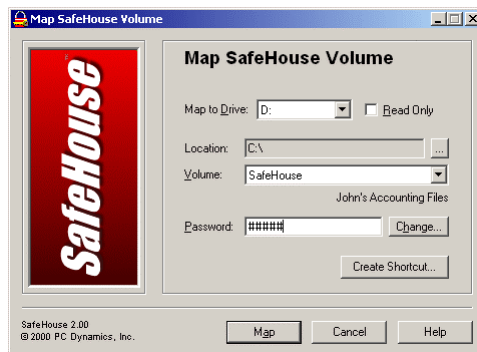 Map SafeHouse Volume
SafeHouse
Map SafeHouse Volume
Map to Drive: D: Read Only
Location: C:\ ...
Volume: SafeHouse
John's Accounting Files
Password: ##### Change...
Create Shortcut...
SafeHouse 2.00
© 2000 PC Dynamics, Inc.
Map Cancel Help